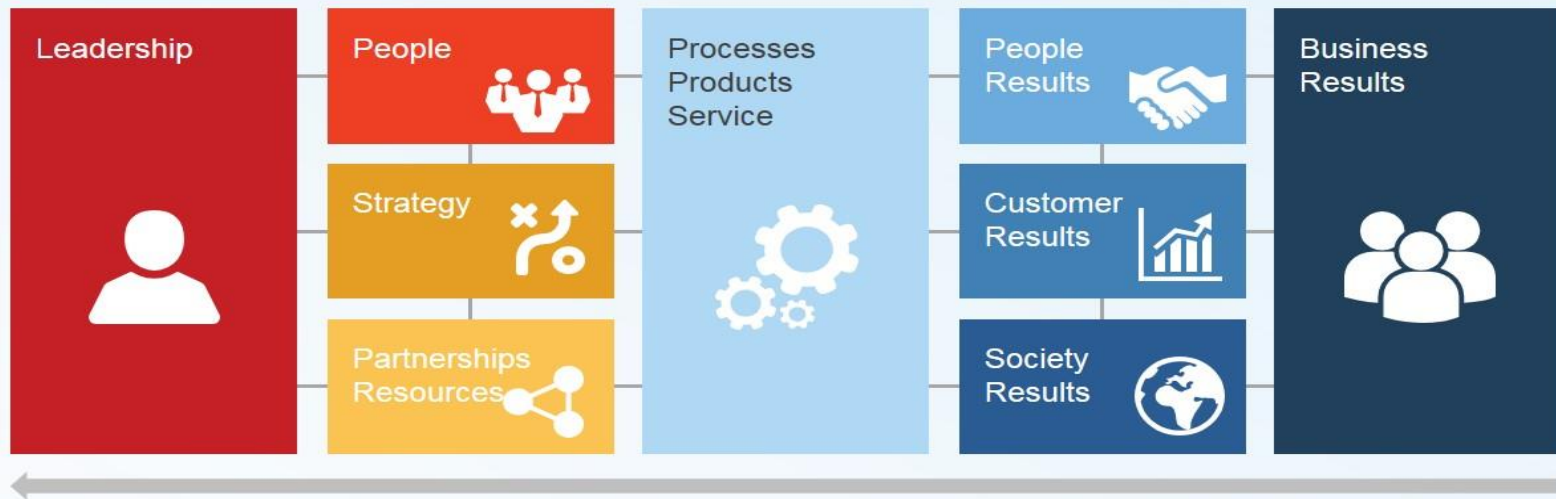 Leadership
People
Strategy
Partnerships
Resources
Processes
Products
Service
People
Results
Customer
Results
Society
Results
Business
Results